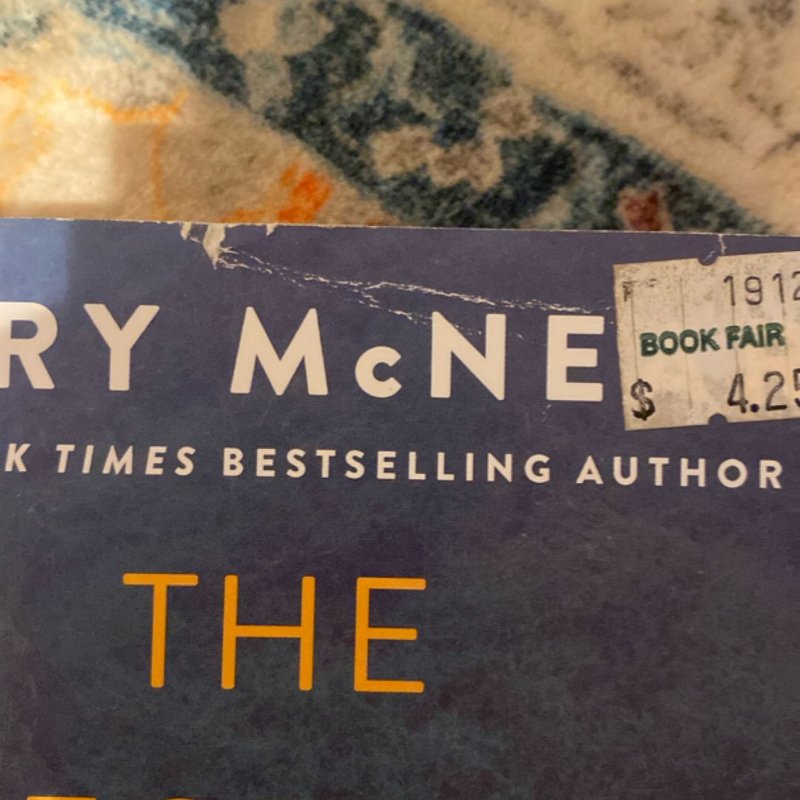 RY McNE
K TIMES BESTSELLING AUTHOR
THE
1912
BOOK FAIR
$ 4.25